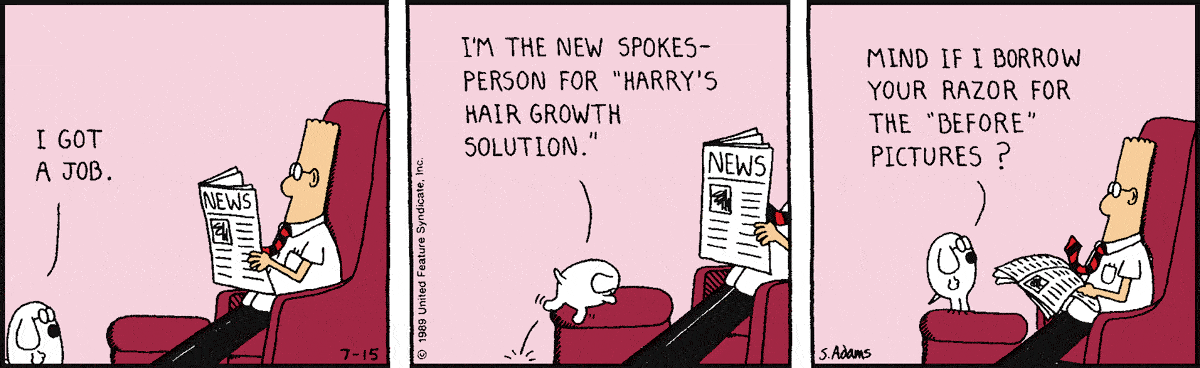 I GOT
A JOB.
NEWS
7-15
© 1989 United Feature Syndicate, Inc.
I'M THE NEW SPOKES-
PERSON FOR "HARRY'S
HAIR GROWTH
SOLUTION."
NEWS
MIND IF I BORROW
YOUR RAZOR FOR
THE "BEFORE"
PICTURES ?
S.Adams